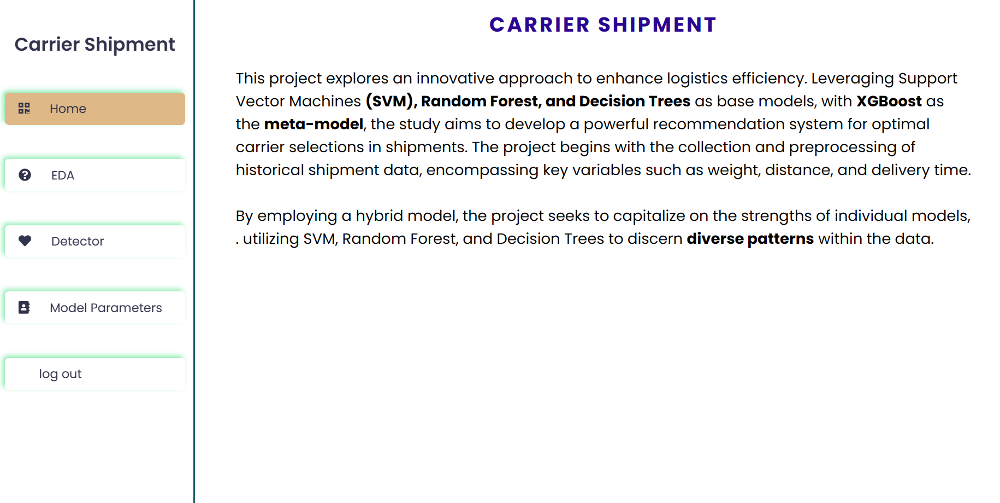 Carrier Shipment
Home
EDA
Detector
Model Parameters
log out
CARRIER SHIPMENT
This project explores an innovative approach to enhance logistics efficiency. Leveraging Support
Vector Machines (SVM), Random Forest, and Decision Trees as base models, with XGBoost as
the meta-model, the study aims to develop a powerful recommendation system for optimal
carrier selections in shipments. The project begins with the collection and preprocessing of
historical shipment data, encompassing key variables such as weight, distance, and delivery time.
By employing a hybrid model, the project seeks to capitalize on the strengths of individual models,
. utilizing SVM, Random Forest, and Decision Trees to discern diverse patterns within the data.